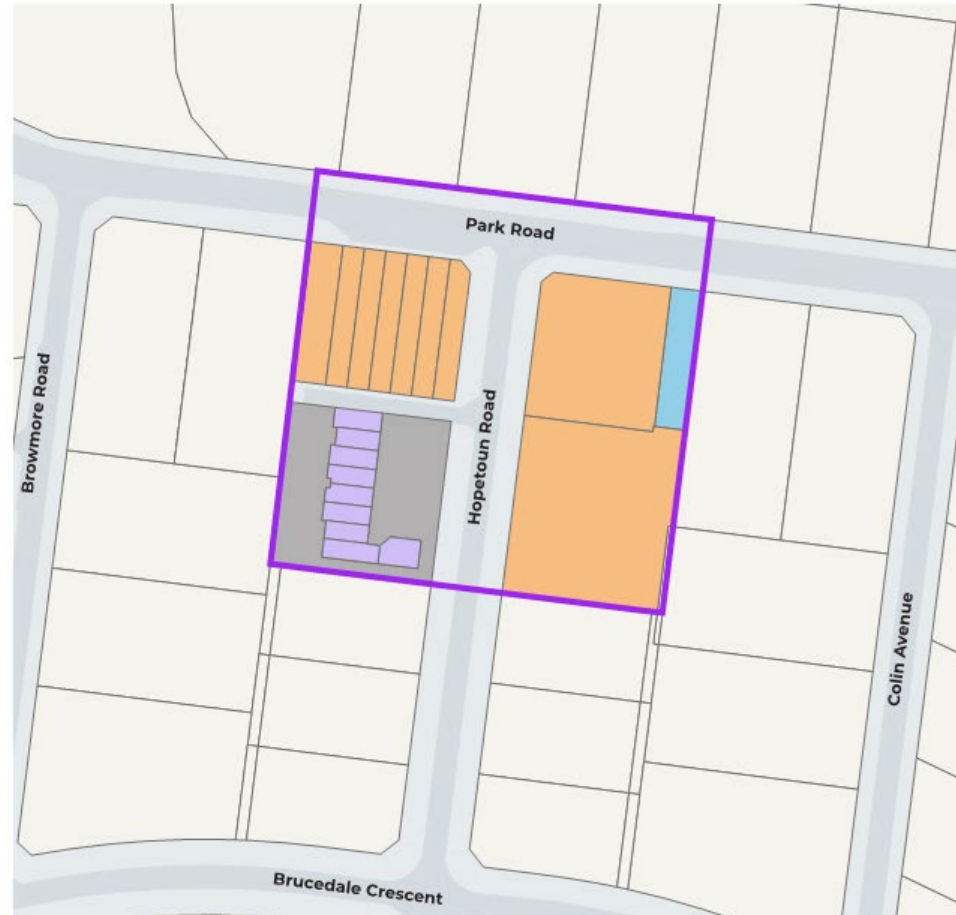 Park Road
Browmore Road
Hopetoun Road
Colin Avenue
Brucedale Crescent